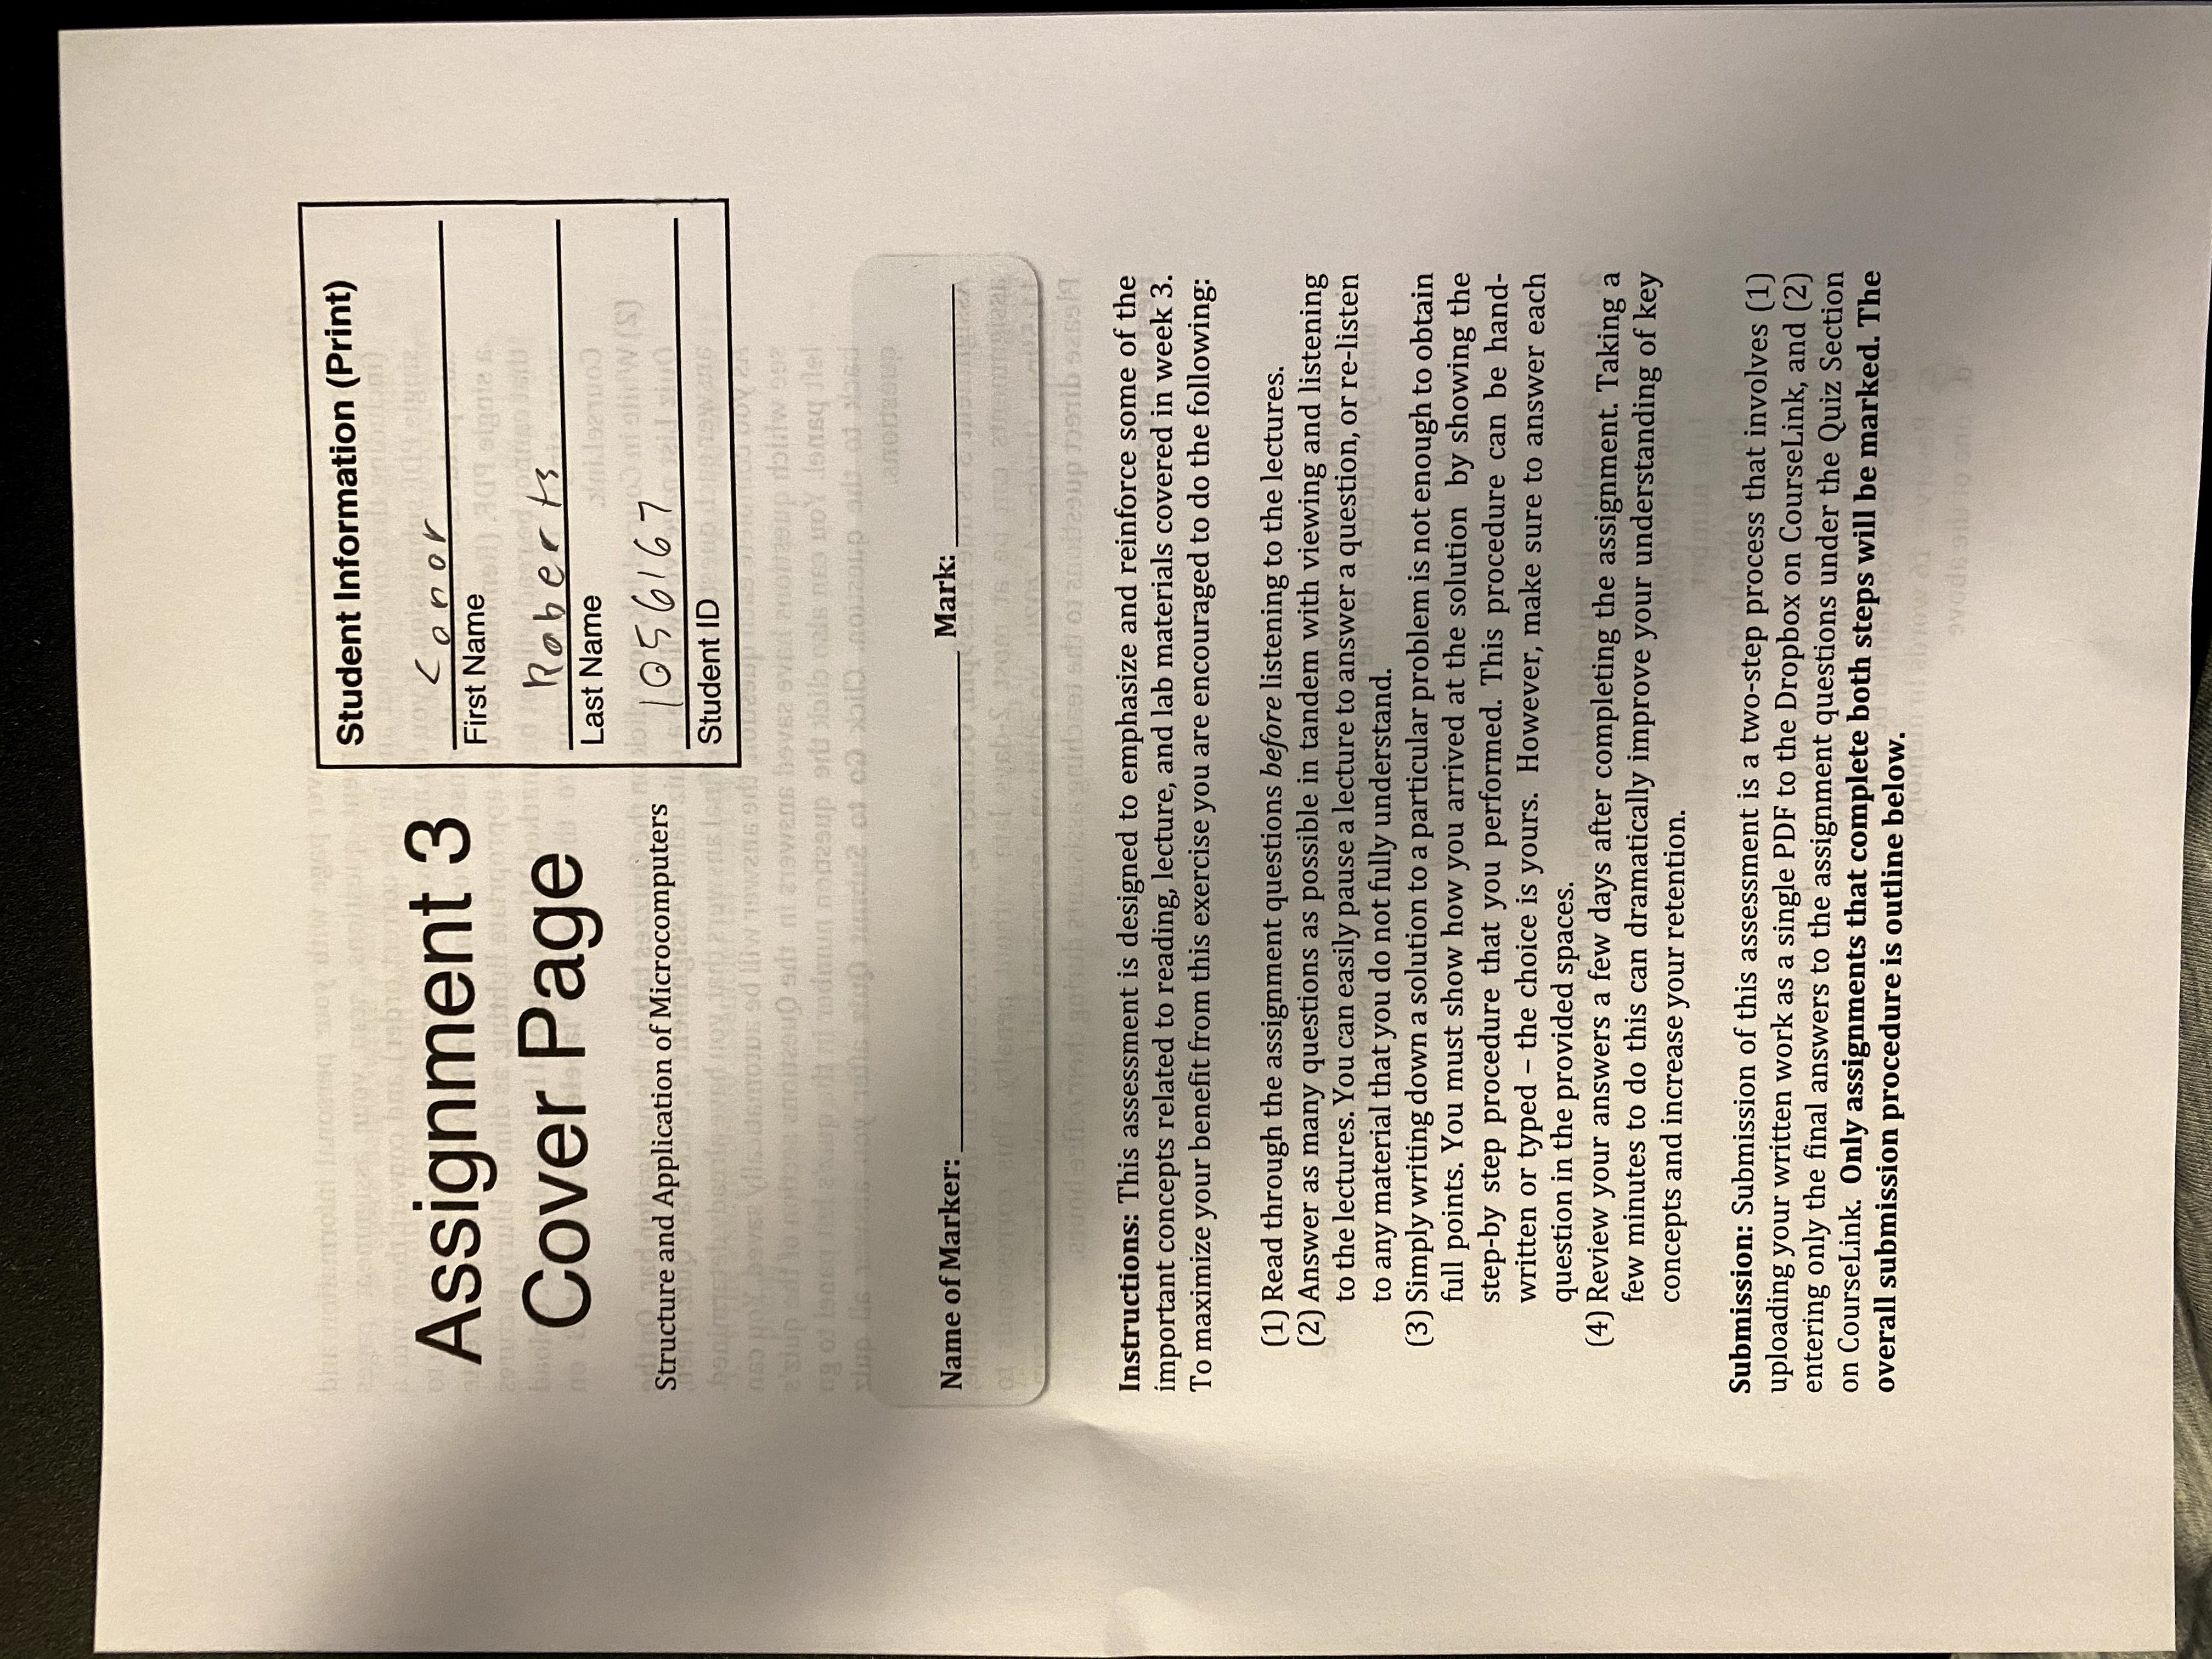 Assignment 3
Cover Page
Structure and Application of Microcomputers
Student Information (Print)
Conor
First Name
Roberts
Last Name
1056167
Student ID
Name of Marker: Mark:
Instructions: This assessment is designed to emphasize and reinforce some of the
important concepts related to reading, lecture, and lab materials covered in week 3.
To maximize your benefit from this exercise you are encouraged to do the following:
(1) Read through the assignment questions before listening to the lectures.
(2) Answer as many questions as possible in tandem with viewing and listening
to the lectures. You can easily pause a lecture to answer a question, or re-listen
to any material that you do not fully understand.
(3) Simply writing down a solution to a particular problem is not enough to obtain
full points. You must show how you arrived at the solution by showing the
step-by step procedure that you performed. This procedure can be hand-
written or typed – the choice is yours. However, make sure to answer each
question in the provided spaces.
(4) Review your answers a few days after completing the assignment. Taking a
few minutes to do this can dramatically improve your understanding of key
concepts and increase your retention.
Submission: Submission of this assessment is a two-step process that involves (1)
uploading your written work as a single PDF to the Dropbox on CourseLink, and (2)
entering only the final answers to the assignment questions under the Quiz Section
on CourseLink. Only assignments that complete both steps will be marked. The
overall submission procedure is outline below.